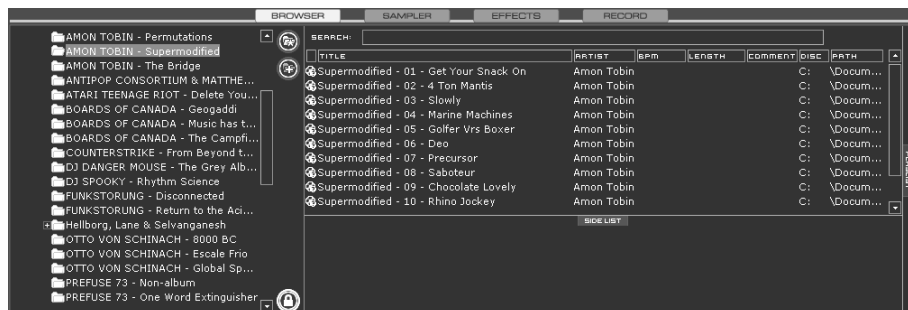 BROWSER SAMPLER EFFECTS RECORD
AMON TOBIN - Permutations
AMON TOBIN - Supermodified
AMON TOBIN - The Bridge
ANTIPOP CONSORTIUM & MATTHE...
ATARI TEENAGE RIOT - Delete You...
BOARDS OF CANADA - Geogaddi
BOARDS OF CANADA - Music has t...
BOARDS OF CANADA - The Campfi...
COUNTERSTRIKE - From Beyond t...
DJ DANGER MOUSE - The Grey Alb...
DJ SPOOKY - Rhythm Science
FUNKSTORUNG - Disconnected
FUNKSTORUNG - Return to the Aci...
Hellborg, Lane & Selvanganesh
OTTO VON SCHINACH - 8000 BC
OTTO VON SCHINACH - Escale Frio
OTTO VON SCHINACH - Global Sp...
PREFUSE 73 - Non-album
PREFUSE 73 - One Word Extinguisher
SEARCH:
TITLE ARTIST BPM LENGTH COMMENT DISC PATH
Supermodified - 01 - Get Your Snack On Amon Tobin C: \Docum...
Supermodified - 02 - 4 Ton Mantis Amon Tobin C: \Docum...
Supermodified - 03 - Slowly Amon Tobin C: \Docum...
Supermodified - 04 - Marine Machines Amon Tobin C: \Docum...
Supermodified - 05 - Golfer Vrs Boxer Amon Tobin C: \Docum...
Supermodified - 06 - Deo Amon Tobin C: \Docum...
Supermodified - 07 - Precursor Amon Tobin C: \Docum...
Supermodified - 08 - Saboteur Amon Tobin C: \Docum...
Supermodified - 09 - Chocolate Lovely Amon Tobin C: \Docum...
Supermodified - 10 - Rhino Jockey Amon Tobin C: \Docum...
SIDE LIST